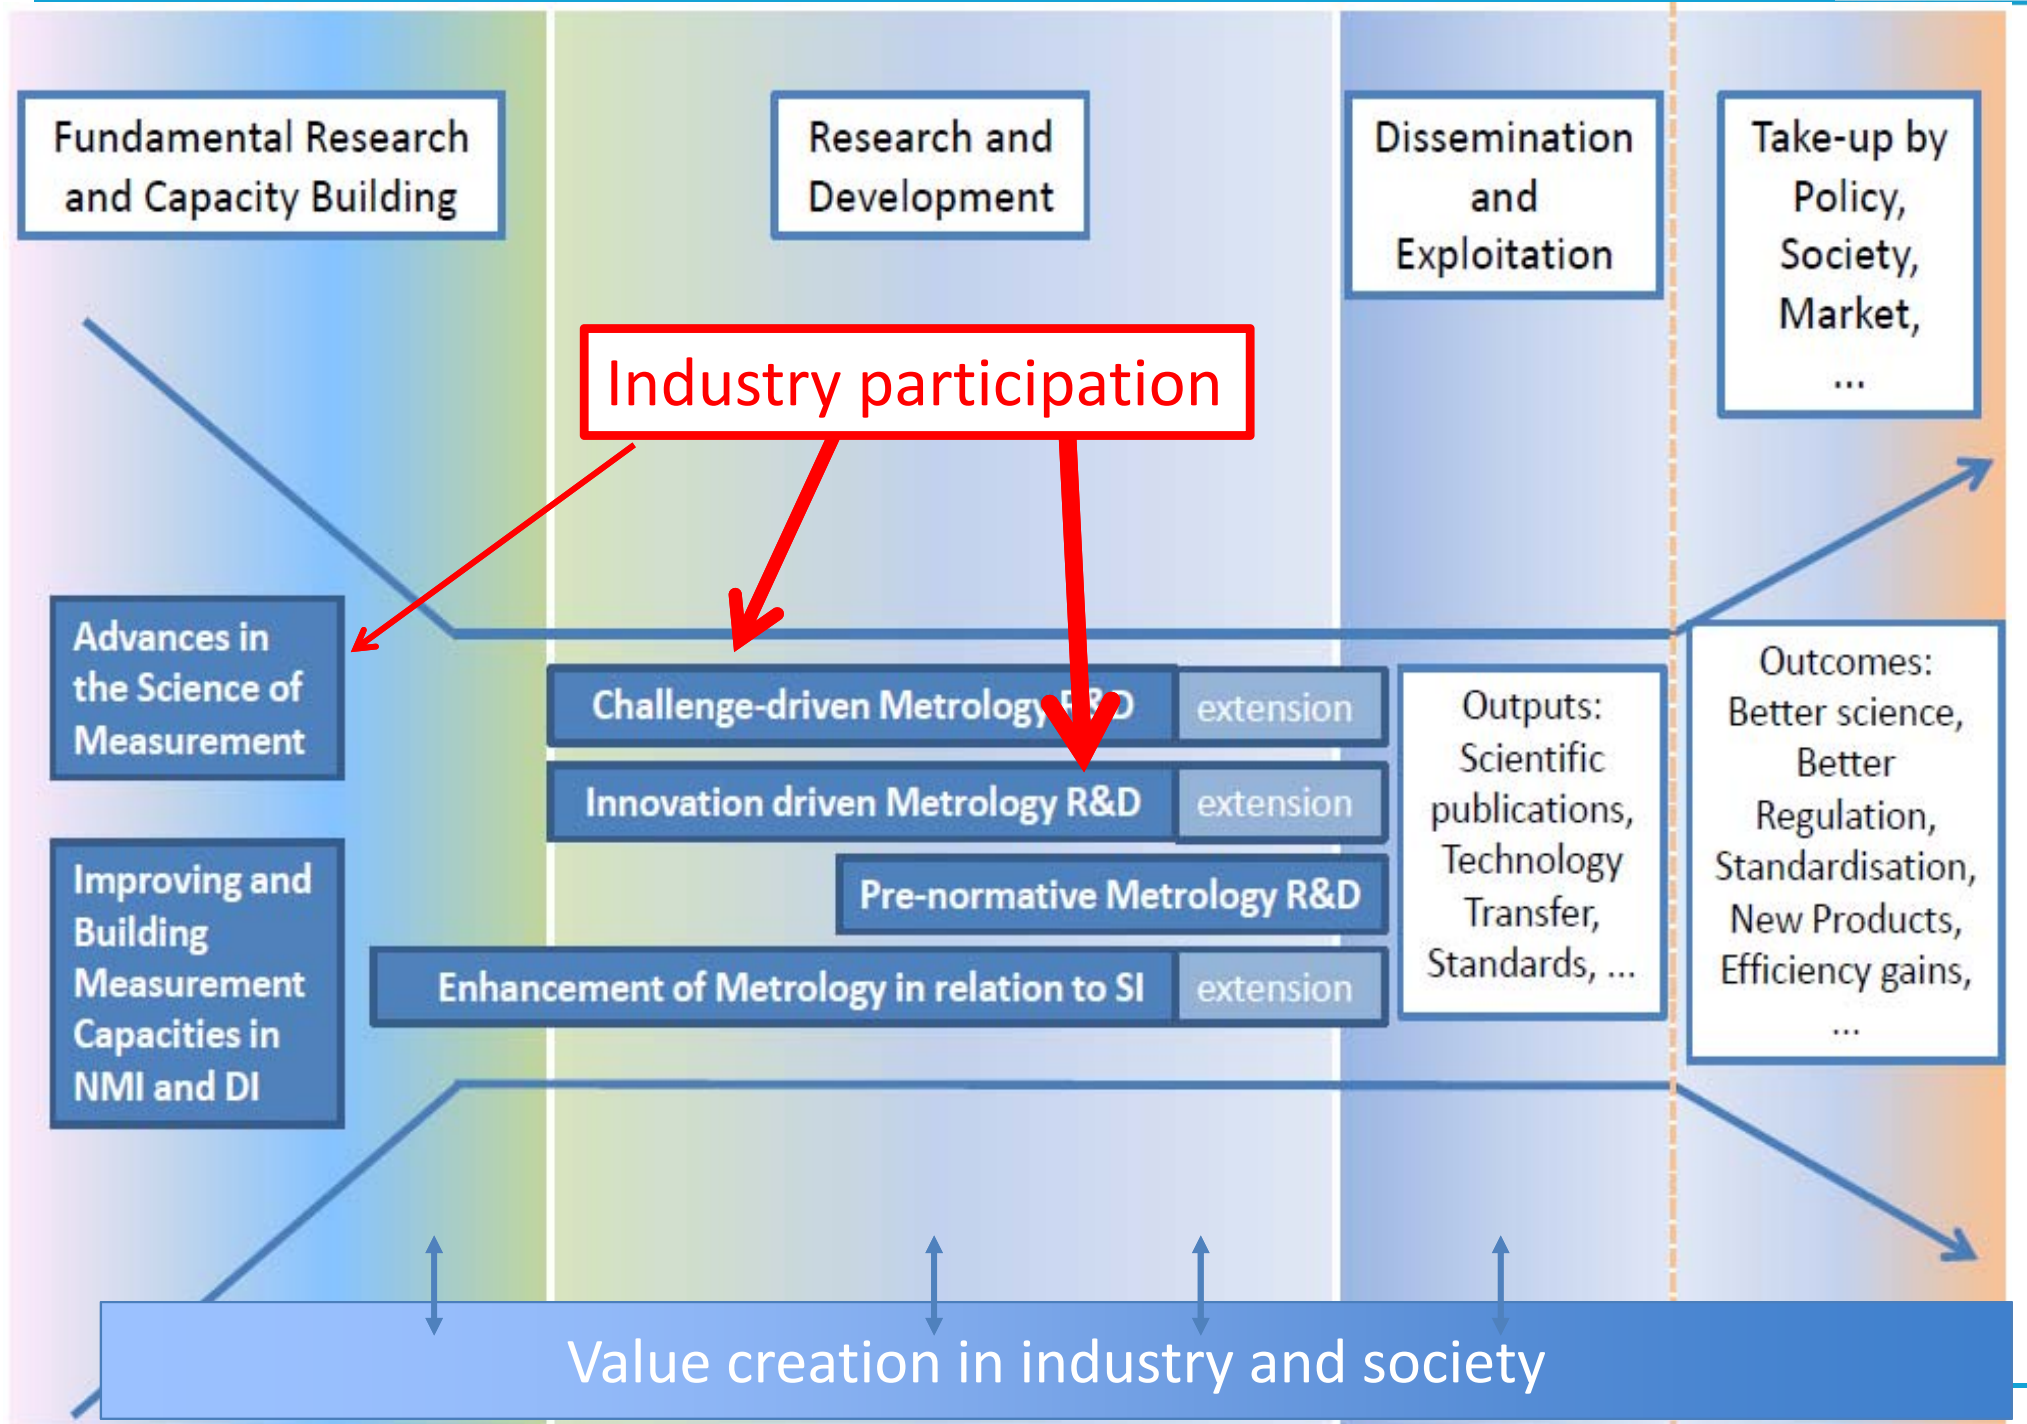 Fundamental Research
and Capacity Building
Research and
Development
Dissemination
and
Exploitation
Take-up by
Policy,
Society,
Market,
...
Industry participation
Advances in
the Science of
Measurement
Improving and
Building
Measurement
Capacities in
NMI and DI
Challenge-driven Metrology R&D
extension
Innovation driven Metrology R&D
extension
Pre-normative Metrology R&D
Enhancement of Metrology in relation to SI
extension
Outputs:
Scientific
publications,
Technology
Transfer,
Standards, ...
Outcomes:
Better science,
Better
Regulation,
Standardisation,
New Products,
Efficiency gains,
...
Value creation in industry and society